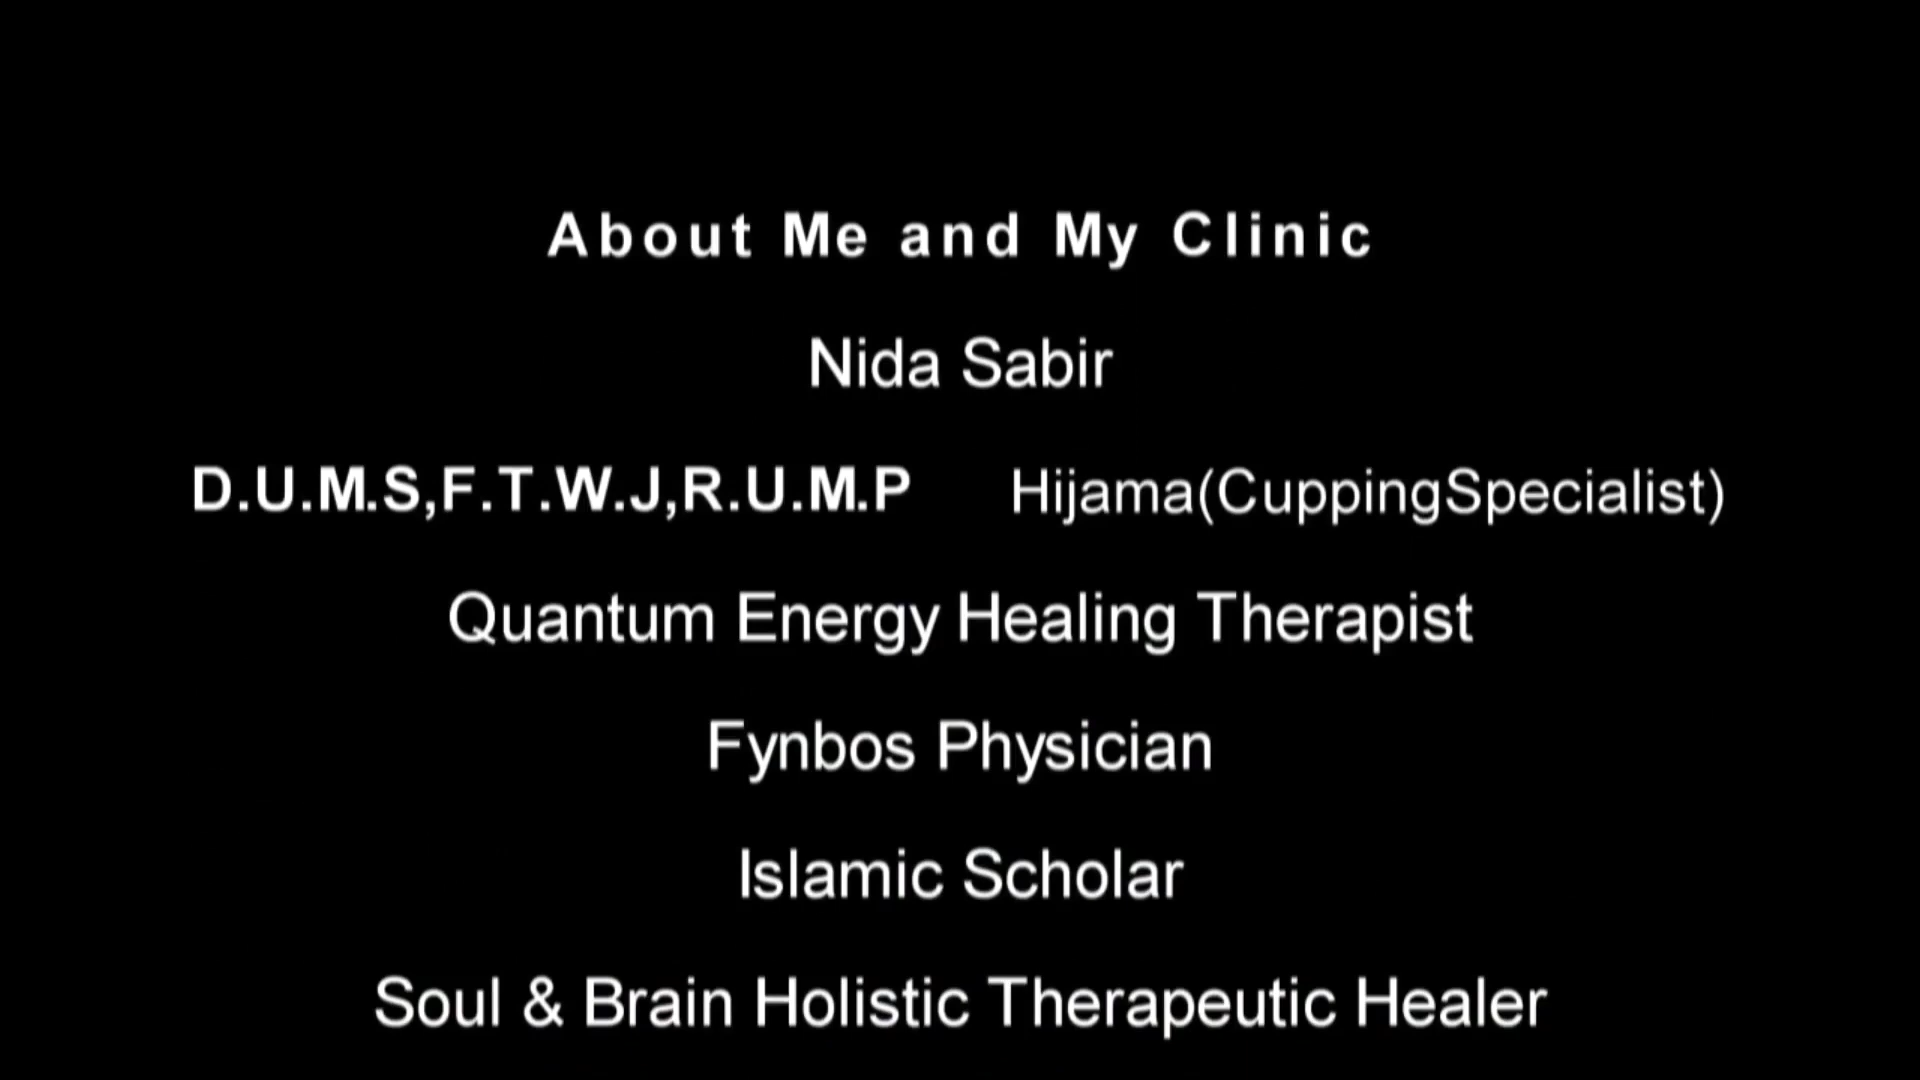 About Me and My Clinic
Nida Sabir
D.U.M.S,F.T.W.J,R.U.M.P Hijama(CuppingSpecialist)
Quantum Energy Healing Therapist
Fynbos Physician
Islamic Scholar
Soul & Brain Holistic Therapeutic Healer